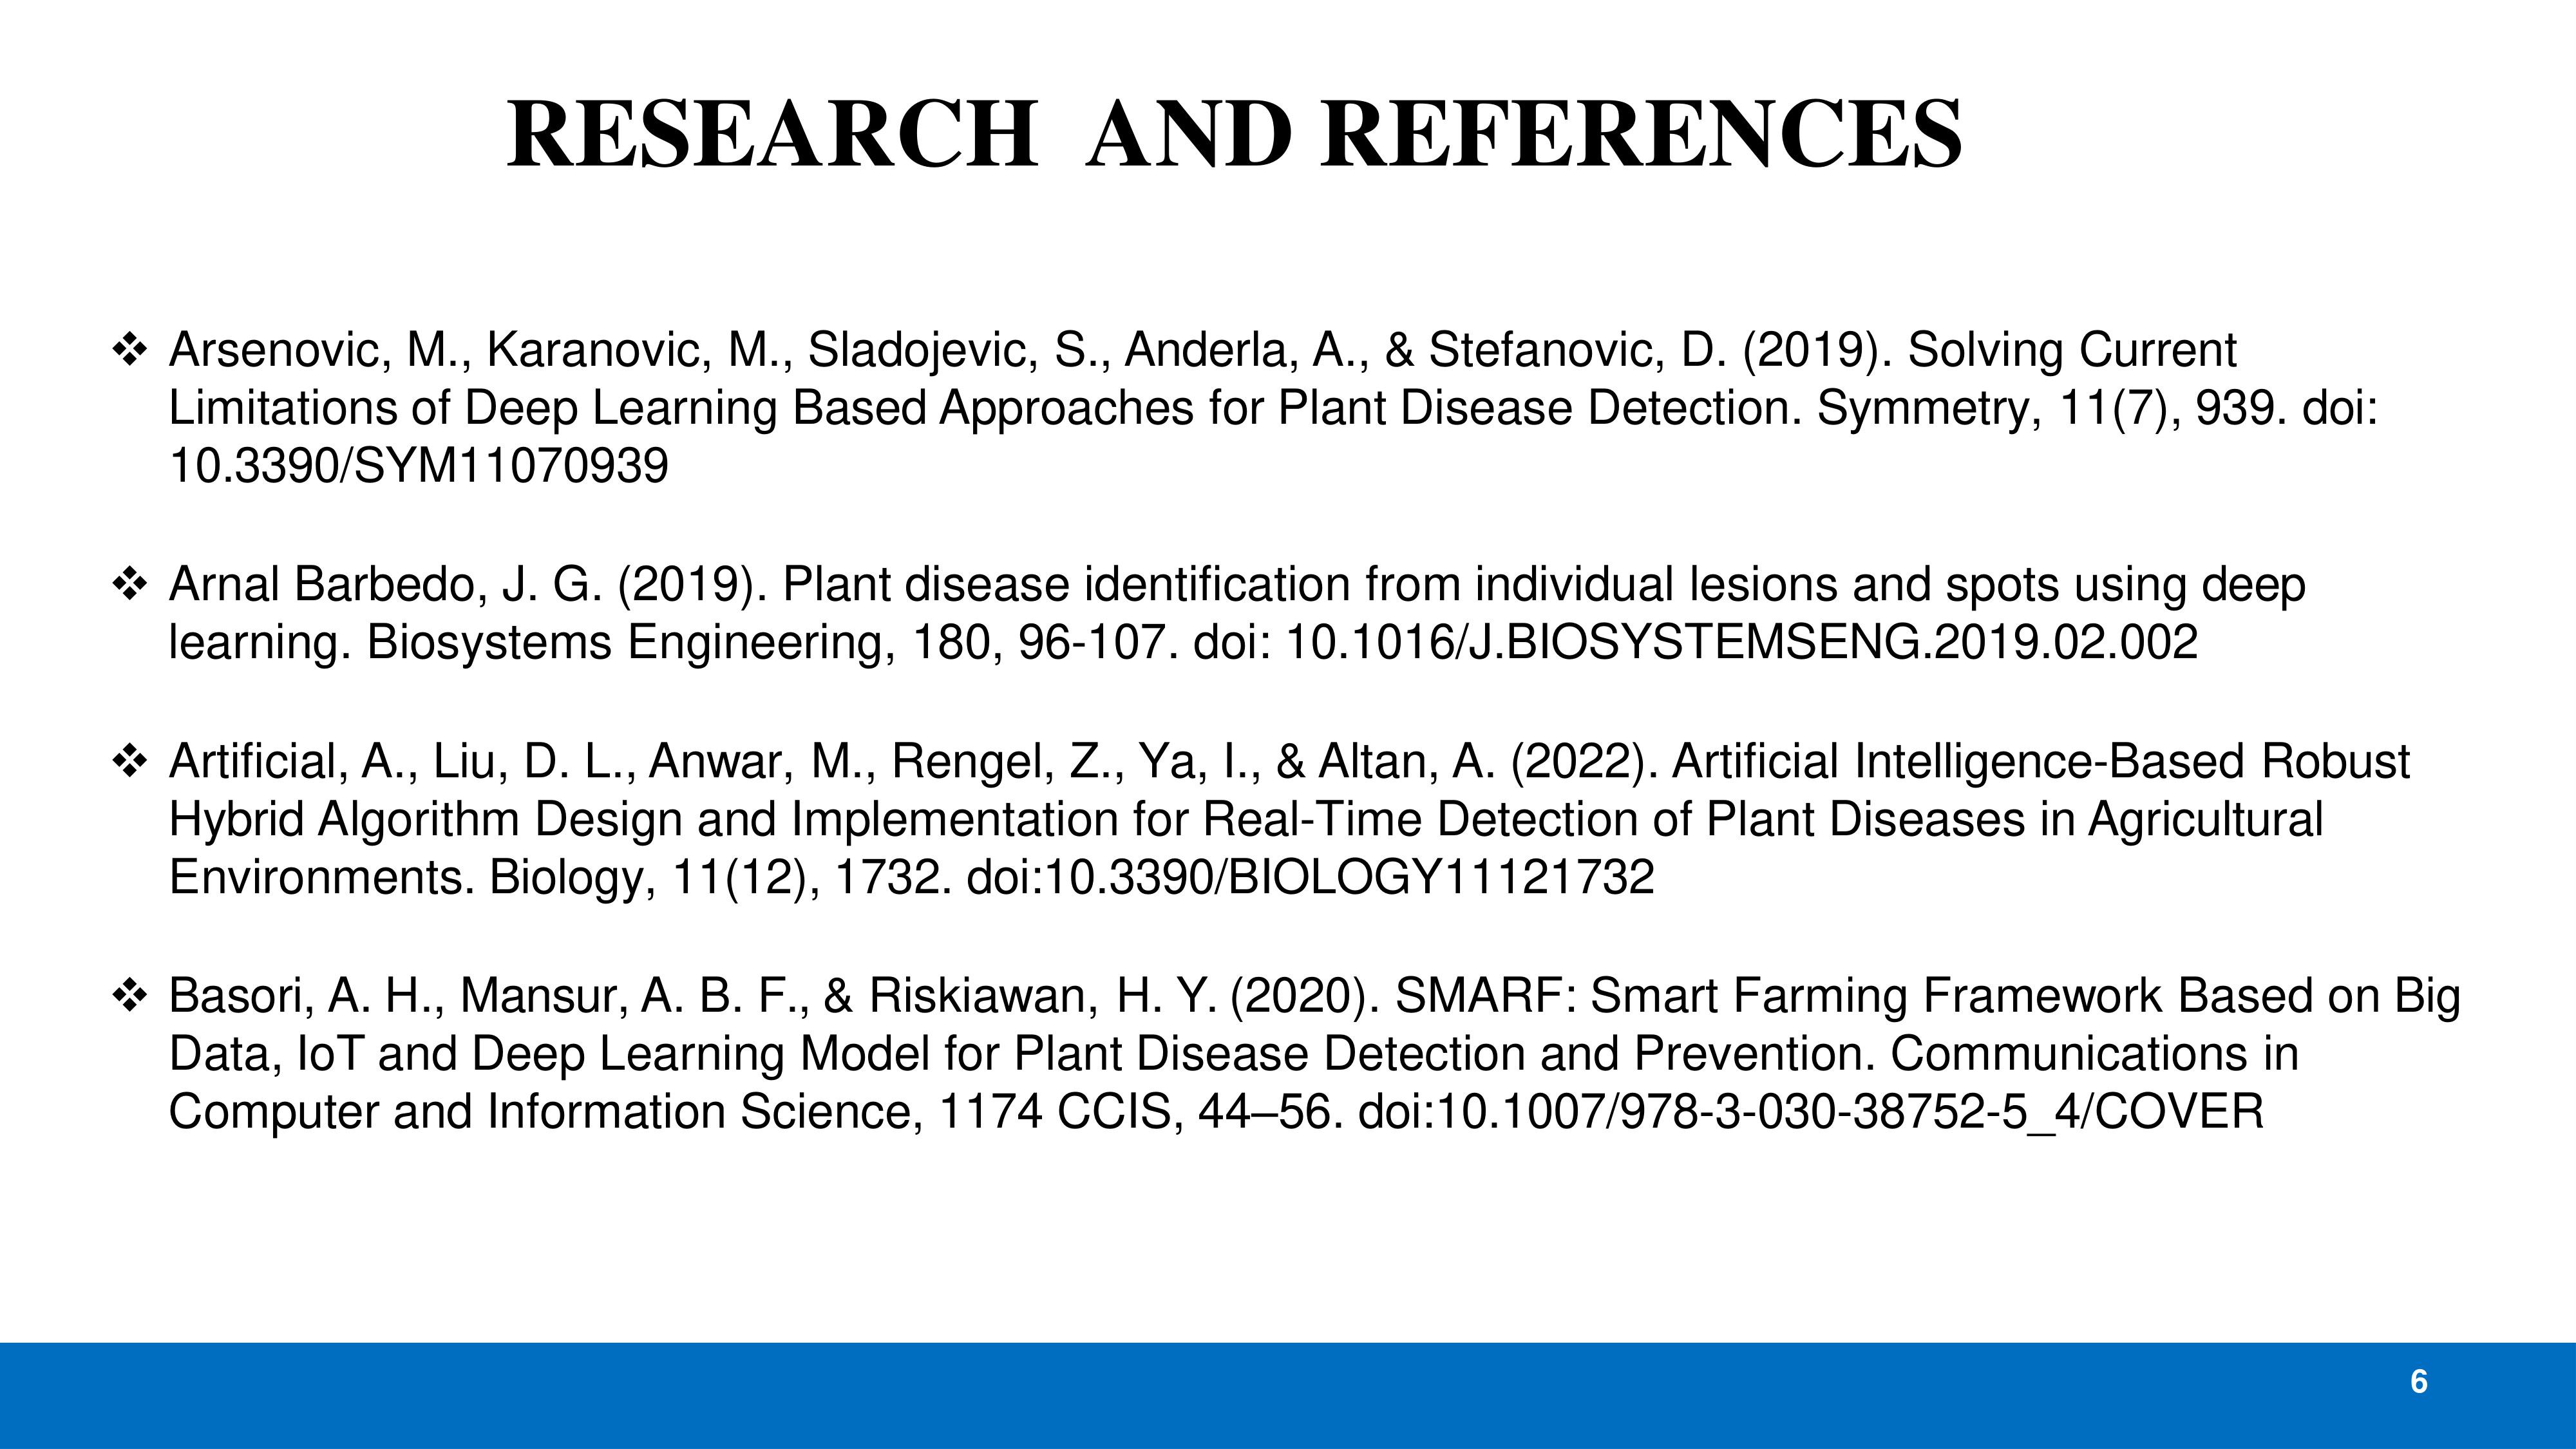 RESEARCH AND REFERENCES
❖ Arsenovic, M., Karanovic, M., Sladojevic, S., Anderla, A., & Stefanovic, D. (2019). Solving Current
Limitations of Deep Learning Based Approaches for Plant Disease Detection. Symmetry, 11(7), 939. doi:
10.3390/SYM11070939
❖ Arnal Barbedo, J. G. (2019). Plant disease identification from individual lesions and spots using deep
learning. Biosystems Engineering, 180, 96-107. doi: 10.1016/J.BIOSYSTEMSENG.2019.02.002
❖ Artificial, A., Liu, D. L., Anwar, M., Rengel, Z., Ya, I., & Altan, A. (2022). Artificial Intelligence-Based Robust
Hybrid Algorithm Design and Implementation for Real-Time Detection of Plant Diseases in Agricultural
Environments. Biology, 11(12), 1732. doi:10.3390/BIOLOGY11121732
❖ Basori, A. H., Mansur, A. B. F., & Riskiawan, H. Y. (2020). SMARF: Smart Farming Framework Based on Big
Data, IoT and Deep Learning Model for Plant Disease Detection and Prevention. Communications in
Computer and Information Science, 1174 CCIS, 44–56. doi:10.1007/978-3-030-38752-5_4/COVER
6